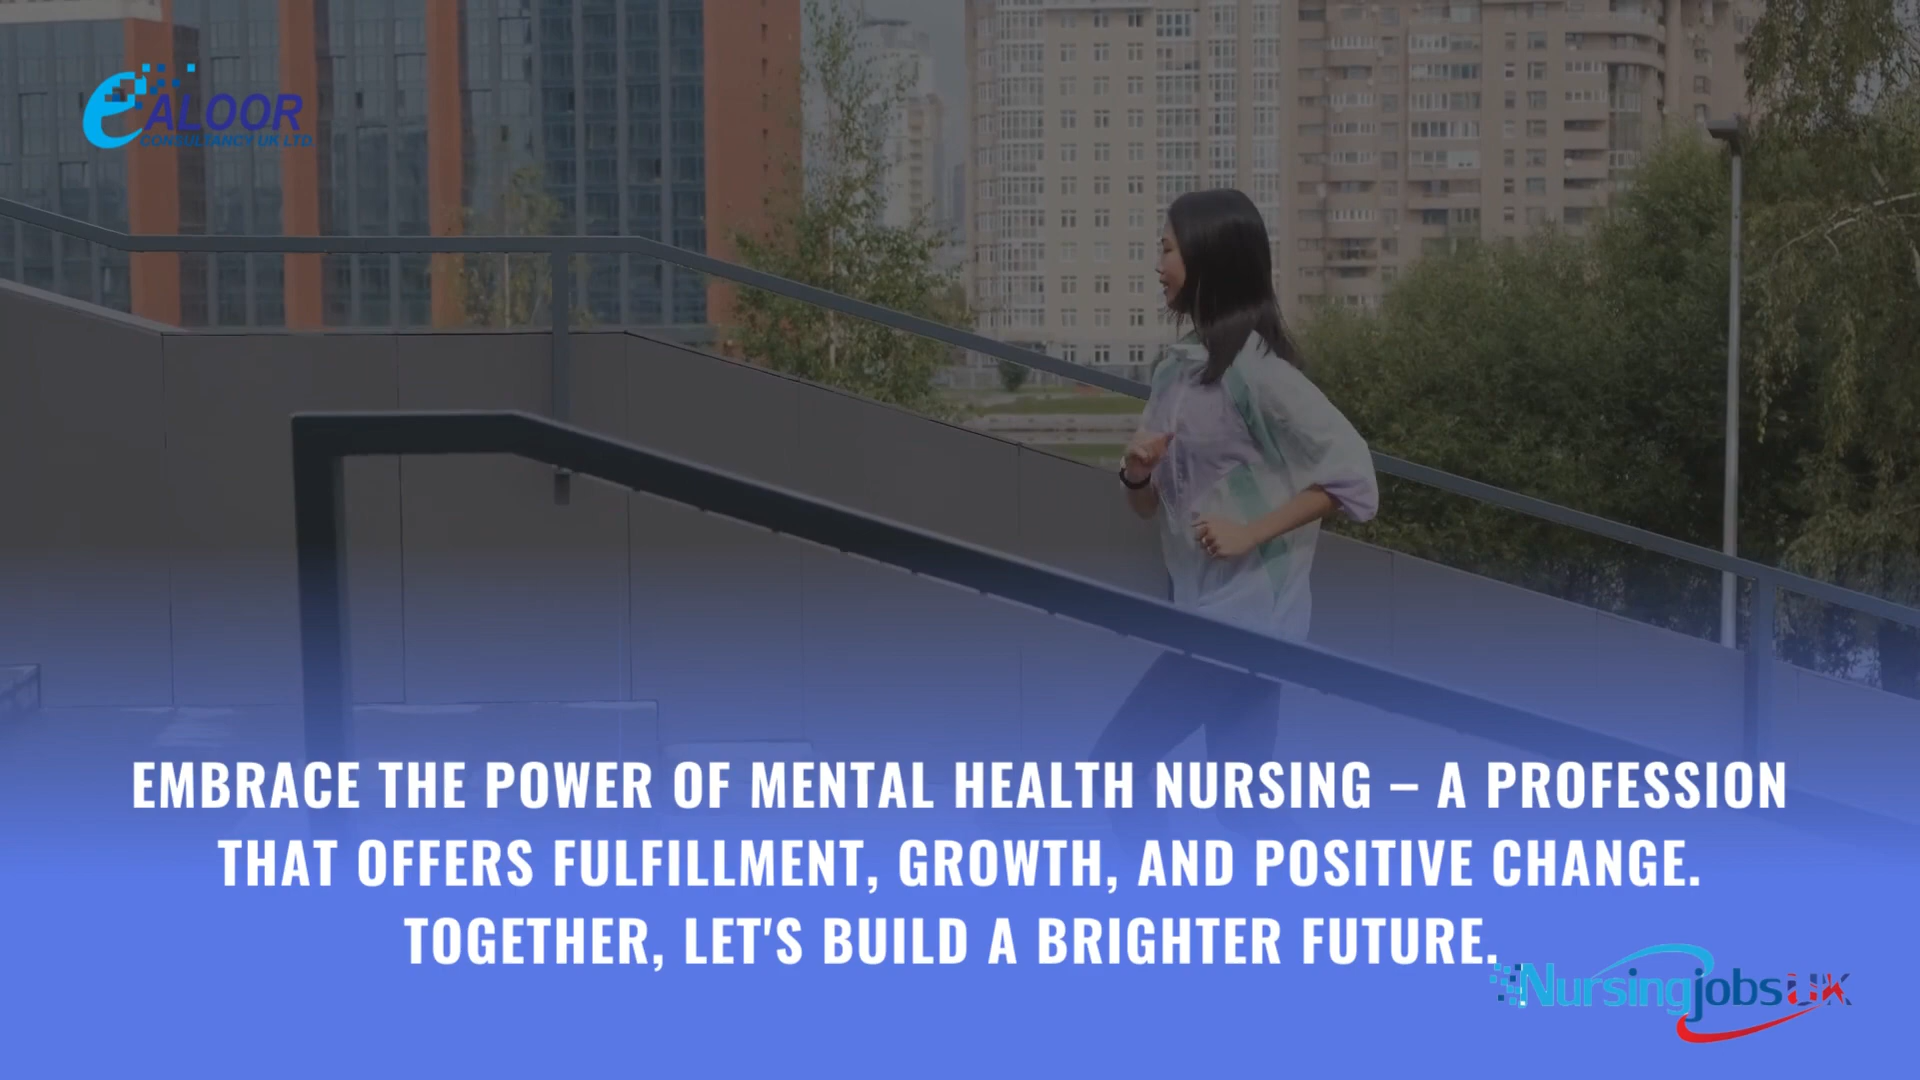 eALOOR
CONSULTANCY UK LTD
EMBRACE THE POWER OF MENTAL HEALTH NURSING – A PROFESSION
THAT OFFERS FULFILLMENT, GROWTH, AND POSITIVE CHANGE.
TOGETHER, LET'S BUILD A BRIGHTER FUTURE.
NursingjobsUK